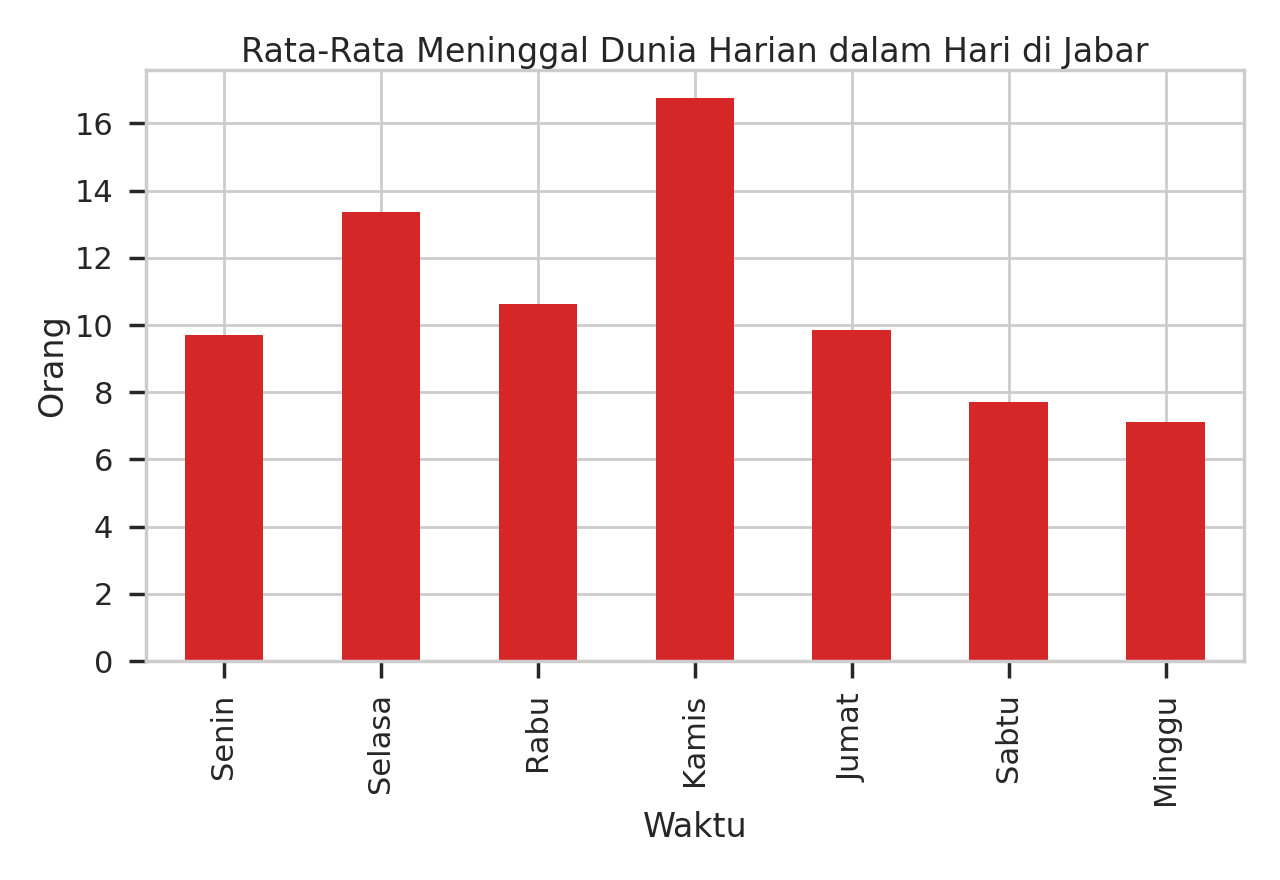 Rata-Rata Meninggal Dunia Harian dalam Hari di Jabar
Orang
16
14
12
10
8
6
4
2
0
Senin
Selasa
Rabu
Kamis
Jumat
Sabtu
Minggu
Waktu